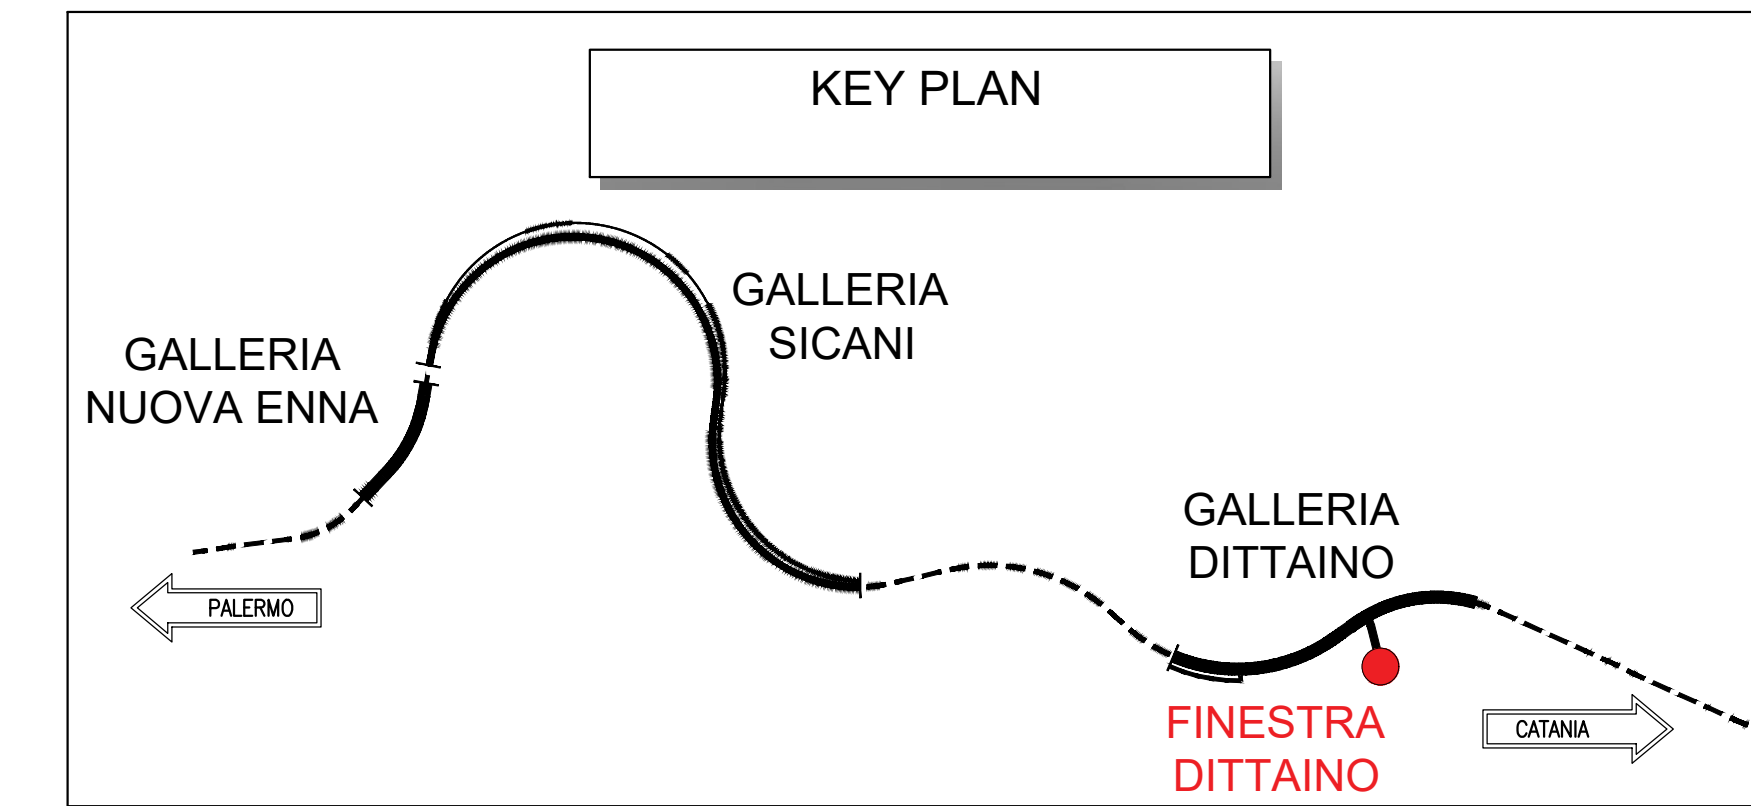 KEY PLAN
GALLERIA
SICANI
GALLERIA
NUOVA ENNA
GALLERIA
DITTAINO
PALERMO
FINESTRA
DITTAINO
CATANIA